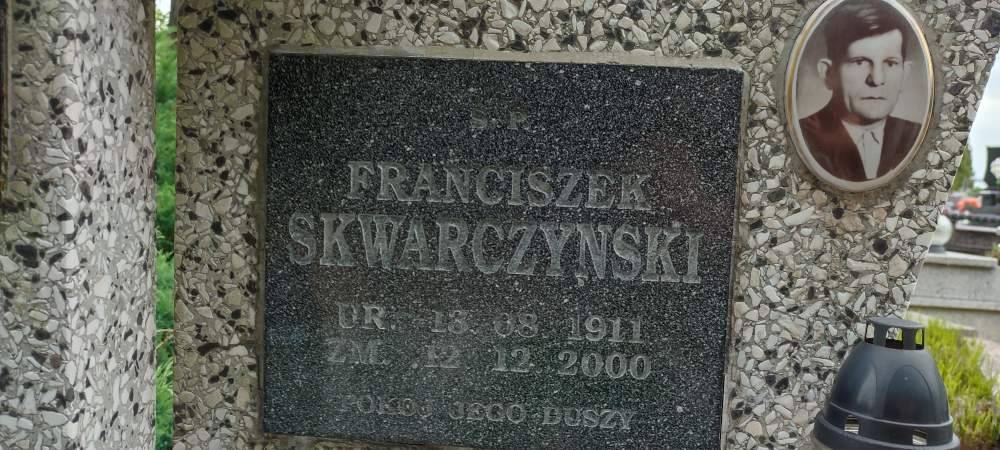 Ś. P.
FRANCISZEK
SKWARCZYŃSKI
UR. 13 08 1911
ZM. 12 12 2000
POKÓJ JEGO DUSZY